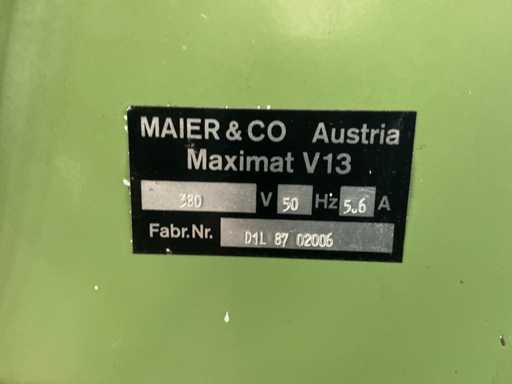 MAIER & CO Austria
Maximat V13
380 V 50 Hz 5.6 A
Fabr.Nr. D1L 87 02006